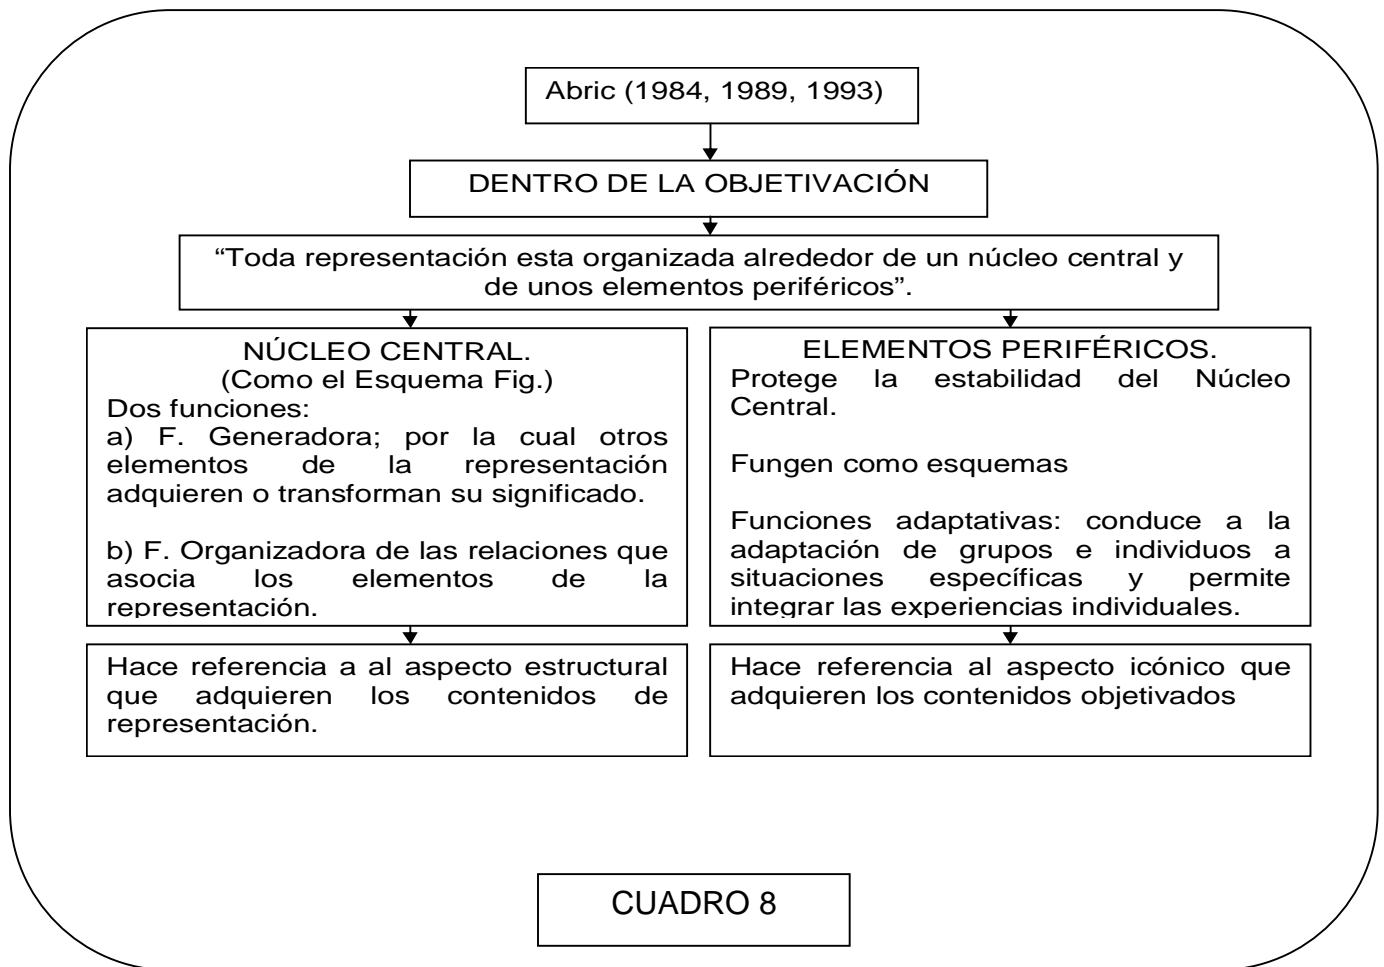 Abric (1984, 1989, 1993)
DENTRO DE LA OBJETIVACIÓN
“Toda representación esta organizada alrededor de un núcleo central y
de unos elementos periféricos”.
NÚCLEO CENTRAL.
(Como el Esquema Fig.)
Dos funciones:
a) F. Generadora; por la cual otros
elementos de la representación
adquieren o transforman su significado.
b) F. Organizadora de las relaciones que
asocia los elementos de la
representación.
Hace referencia a al aspecto estructural
que adquieren los contenidos de
representación.
ELEMENTOS PERIFÉRICOS.
Protege la estabilidad del Núcleo
Central.
Fungen como esquemas
Funciones adaptativas: conduce a la
adaptación de grupos e individuos a
situaciones específicas y permite
integrar las experiencias individuales.
Hace referencia al aspecto icónico que
adquieren los contenidos objetivados
CUADRO 8